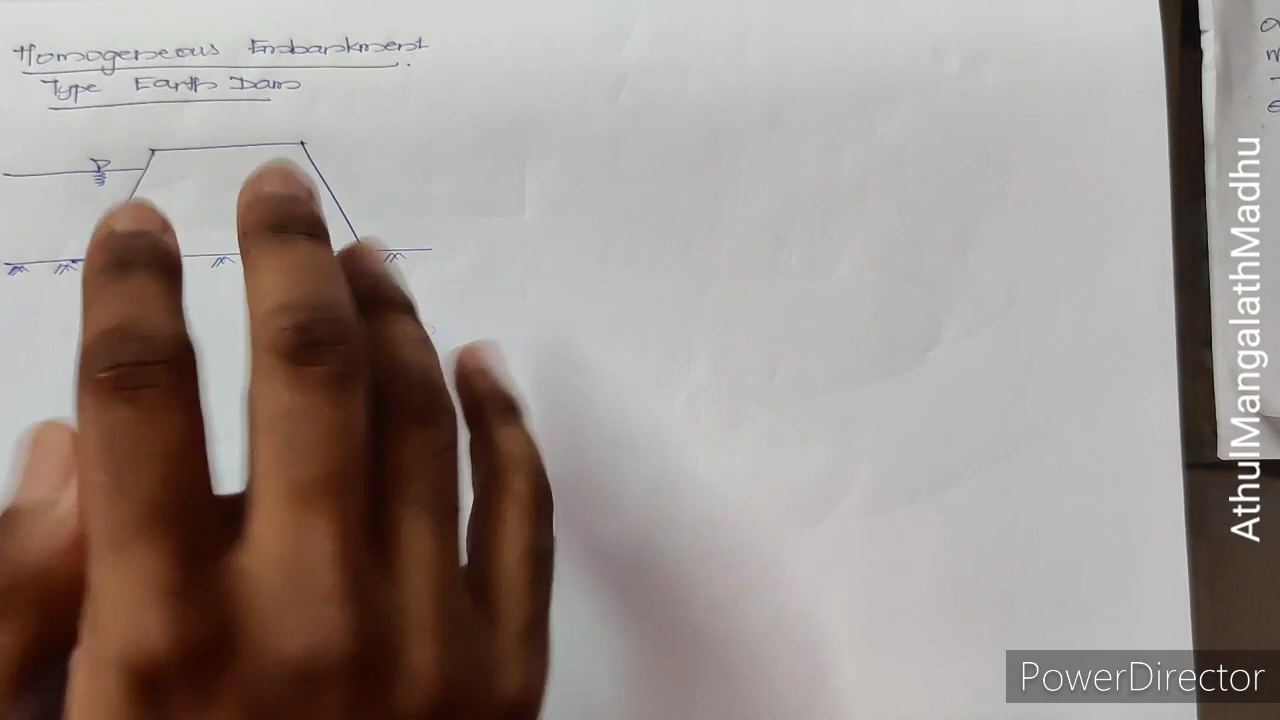 Homogeneous Embankment
Type Earth Dam
AthulMangalathMadhu
PowerDirector